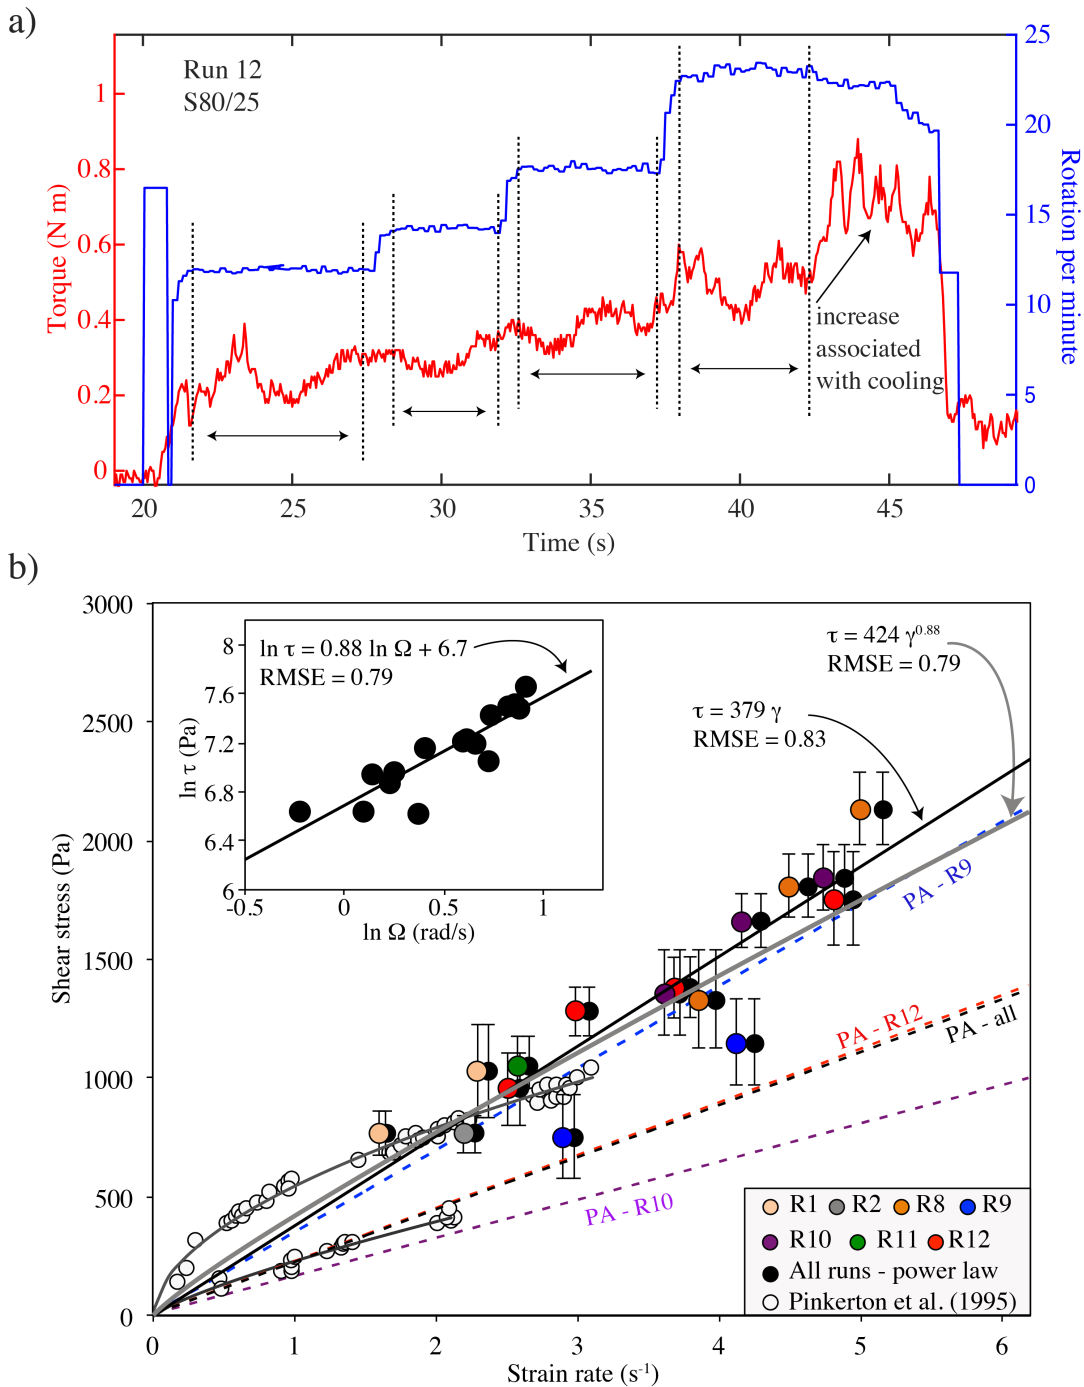 a)
Run 12
S80/25
1
0.8
0.6
0.4
0.2
0
Torque (N m)
25
20
15
10
5
0
Rotation per minute
increase
associated
with cooling
20 25 30 35 40 45
Time (s)
b)
3000
2500
2000
1500
1000
500
0
Shear stress (Pa)
8
7.6
7.2
6.8
6.4
6
ln τ (Pa)
ln τ = 0.88 ln Ω + 6.7
RMSE = 0.79
-0.5 0 0.5 1
ln Ω (rad/s)
τ = 424 γ^0.88
RMSE = 0.79
τ = 379 γ
RMSE = 0.83
PA - R9
PA - R12
PA - all
PA - R10
R1 R2 R8 R9
R10 R11 R12
All runs - power law
Pinkerton et al. (1995)
0 1 2 3 4 5 6
Strain rate (s⁻¹)